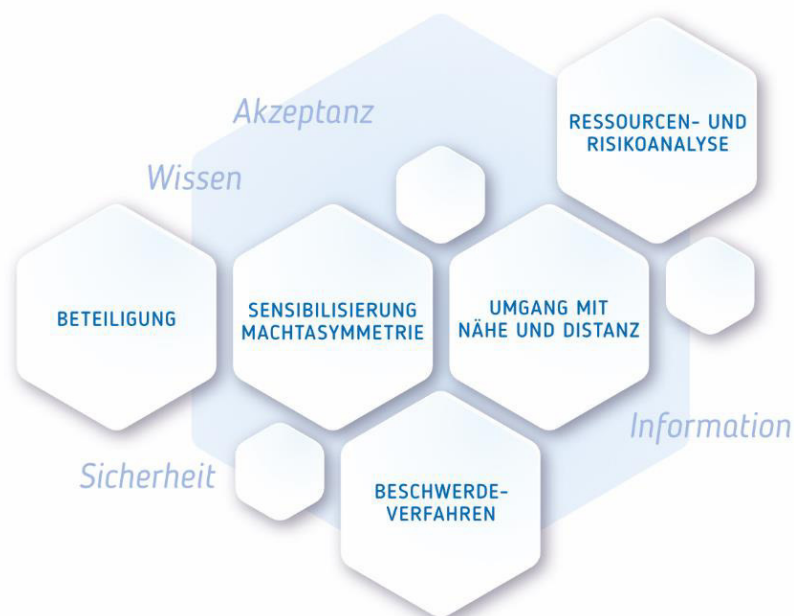 Akzeptanz
RESSOURCEN- UND
RISIKOANALYSE
Wissen
BETEILIGUNG
SENSIBILISIERUNG
MACHTASYMMETRIE
UMGANG MIT
NÄHE UND DISTANZ
Information
Sicherheit
BESCHWERDE-
VERFAHREN